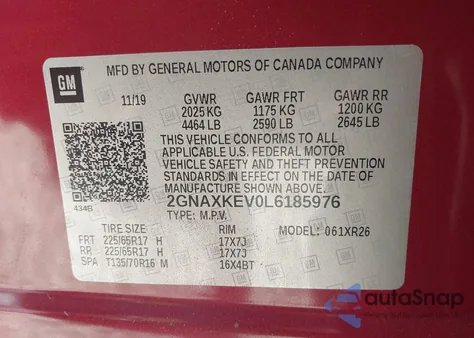 GM
MFD BY GENERAL MOTORS OF CANADA COMPANY
11/19 GVWR GAWR FRT GAWR RR
2025 KG 1175 KG 1200 KG
4464 LB 2590 LB 2645 LB
THIS VEHICLE CONFORMS TO ALL
APPLICABLE U.S. FEDERAL MOTOR
VEHICLE SAFETY AND THEFT PREVENTION
STANDARDS IN EFFECT ON THE DATE OF
MANUFACTURE SHOWN ABOVE.
434B
2GNAXKEV0L6185976
TYPE: M.P.V.
TIRE SIZE RIM MODEL: 061XR26
FRT 225/65R17 H 17X7J
RR 225/65R17 H 17X7J
SPA T135/70R16 M 16X4BT
autoSnap